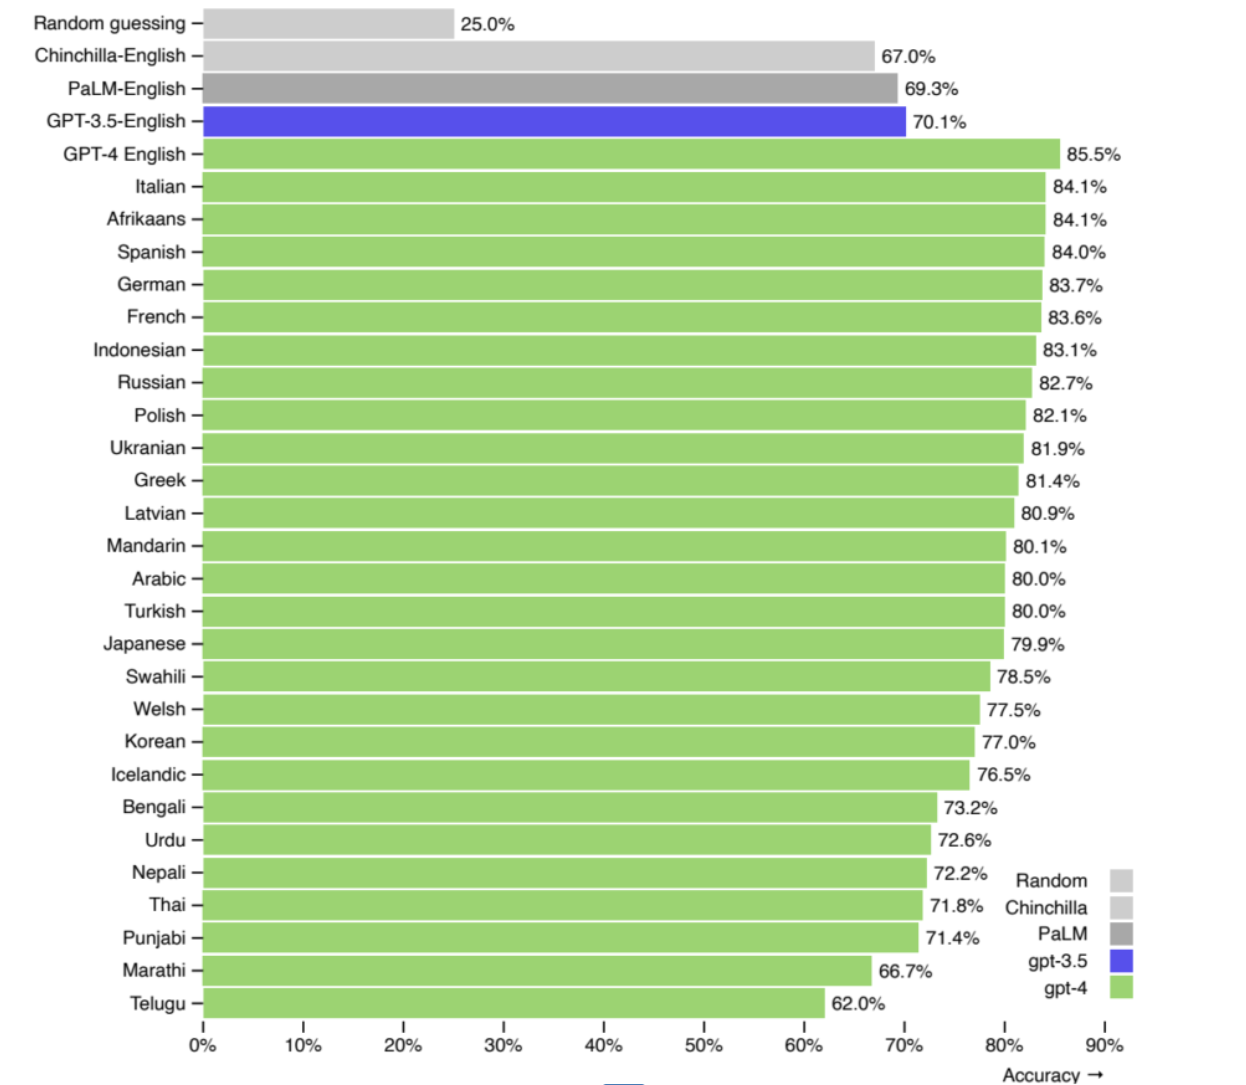 Random guessing 25.0%
Chinchilla-English 67.0%
PaLM-English 69.3%
GPT-3.5-English 70.1%
GPT-4 English 85.5%
Italian 84.1%
Afrikaans 84.1%
Spanish 84.0%
German 83.7%
French 83.6%
Indonesian 83.1%
Russian 82.7%
Polish 82.1%
Ukranian 81.9%
Greek 81.4%
Latvian 80.9%
Mandarin 80.1%
Arabic 80.0%
Turkish 80.0%
Japanese 79.9%
Swahili 78.5%
Welsh 77.5%
Korean 77.0%
Icelandic 76.5%
Bengali 73.2%
Urdu 72.6%
Nepali 72.2%
Thai 71.8%
Punjabi 71.4%
Marathi 66.7%
Telugu 62.0%
Random
Chinchilla
PaLM
gpt-3.5
gpt-4
0% 10% 20% 30% 40% 50% 60% 70% 80% 90%
Accuracy →